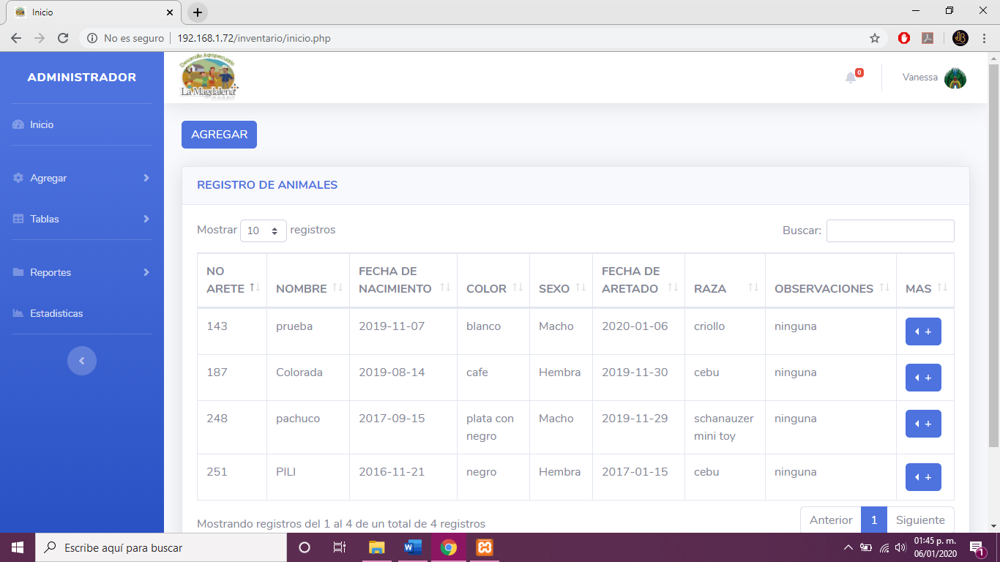 Inicio
No es seguro
192.168.1.72/inventario/inicio.php
ADMINISTRADOR
Inicio
Agregar
Tablas
Reportes
Estadisticas
Desarrollo Agropecuario
La Magdalena
0
Vanessa
AGREGAR
REGISTRO DE ANIMALES
Mostrar 10 registros
Buscar:
NO ARETE NOMBRE FECHA DE NACIMIENTO COLOR SEXO FECHA DE ARETADO RAZA OBSERVACIONES MAS
143 prueba 2019-11-07 blanco Macho 2020-01-06 criollo ninguna +
187 Colorada 2019-08-14 cafe Hembra 2019-11-30 cebu ninguna +
248 pachuco 2017-09-15 plata con negro Macho 2019-11-29 schanauzer mini toy ninguna +
251 PILI 2016-11-21 negro Hembra 2017-01-15 cebu ninguna +
Mostrando registros del 1 al 4 de un total de 4 registros
Anterior 1 Siguiente
Escribe aquí para buscar
01:45 p. m.
06/01/2020
1